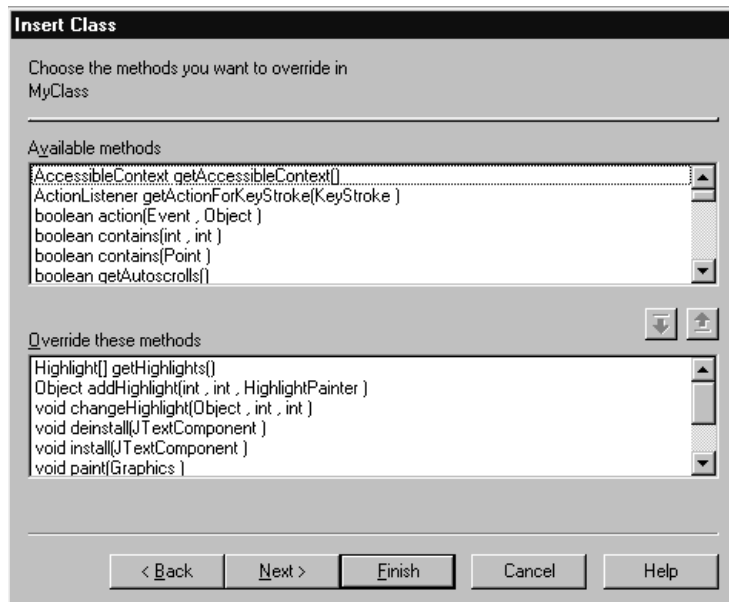 Insert Class
Choose the methods you want to override in
MyClass
Available methods
AccessibleContext getAccessibleContext()
ActionListener getActionForKeyStroke(KeyStroke )
boolean action(Event , Object )
boolean contains(int , int )
boolean contains(Point )
boolean getAutoscrolls()
Override these methods
Highlight[] getHighlights()
Object addHighlight(int , int , HighlightPainter )
void changeHighlight(Object , int , int )
void deinstall(JTextComponent )
void install(JTextComponent )
void paint(Graphics )
< Back Next > Finish Cancel Help